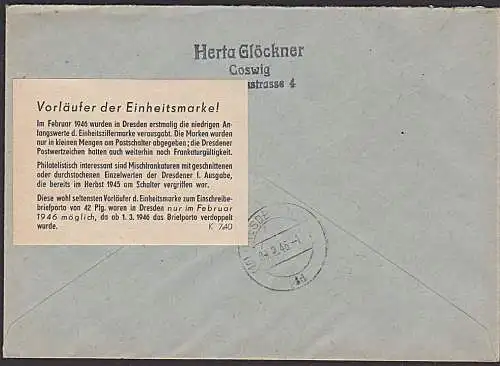 Herta Glöckner
Coswig
strasse 4
Vorläufer der Einheitsmarke!
Im Februar 1946 wurden in Dresden erstmalig die niedrigen An-
fangswerte d. Einheitsziffermarke verausgabt. Die Marken wurden
nur in kleinen Mengen am Postschalter abgegeben; die Dresdener
Postwertzeichen hatten auch weiterhin noch Frankaturgültigkeit.
Philatelistisch interessant sind Mischfrankaturen mit geschnittenen
oder durchstochenen Einzelwerten der Dresdener I. Ausgabe,
die bereits im Herbst 1945 am Schalter vergriffen war.
Diese wohl seltensten Vorläufer d. Einheitsmarke zum Einschreibe-
briefporto von 42 Pfg. waren in Dresden nur im Februar
1946 möglich, da ab 1. 3. 1946 das Briefporto verdoppelt
wurde. K 740